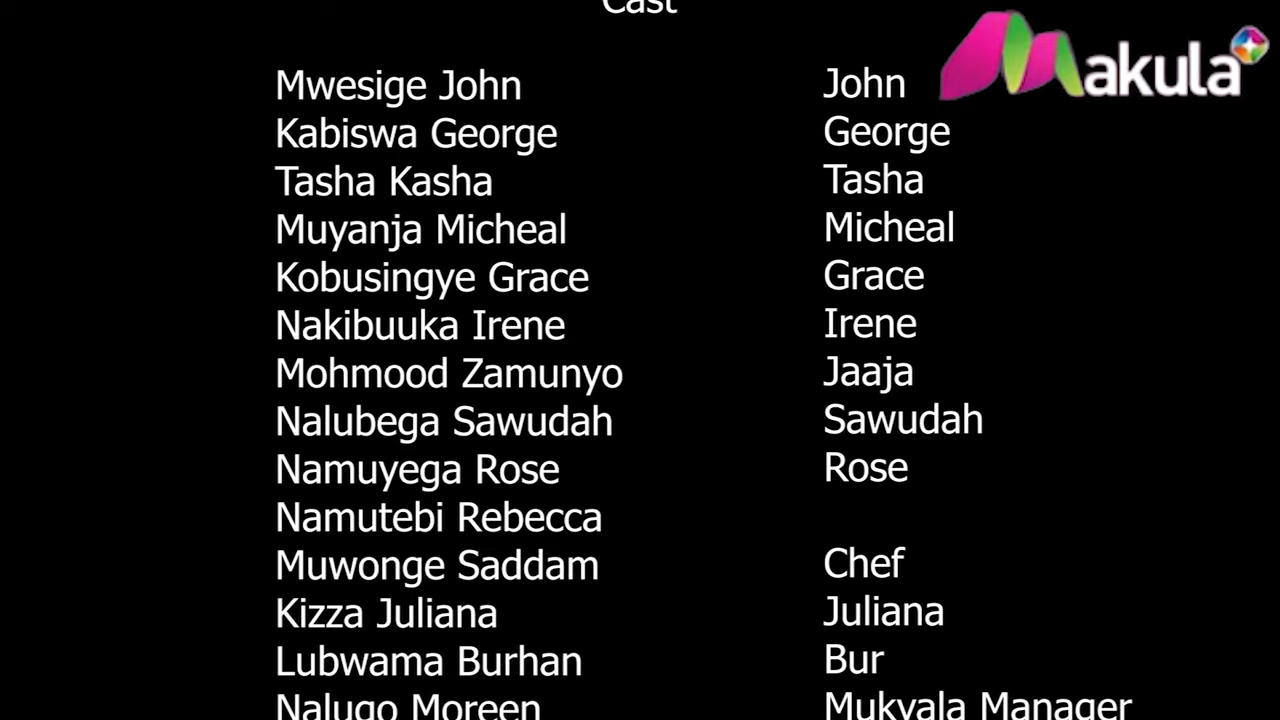 Cast
Makula
Mwesige John John
Kabiswa George George
Tasha Kasha Tasha
Muyanja Micheal Micheal
Kobusingye Grace Grace
Nakibuuka Irene Irene
Mohmood Zamunyo Jaaja
Nalubega Sawudah Sawudah
Namuyega Rose Rose
Namutebi Rebecca
Muwonge Saddam Chef
Kizza Juliana Juliana
Lubwama Burhan Bur
Nalugo Moreen Mukyala Manager